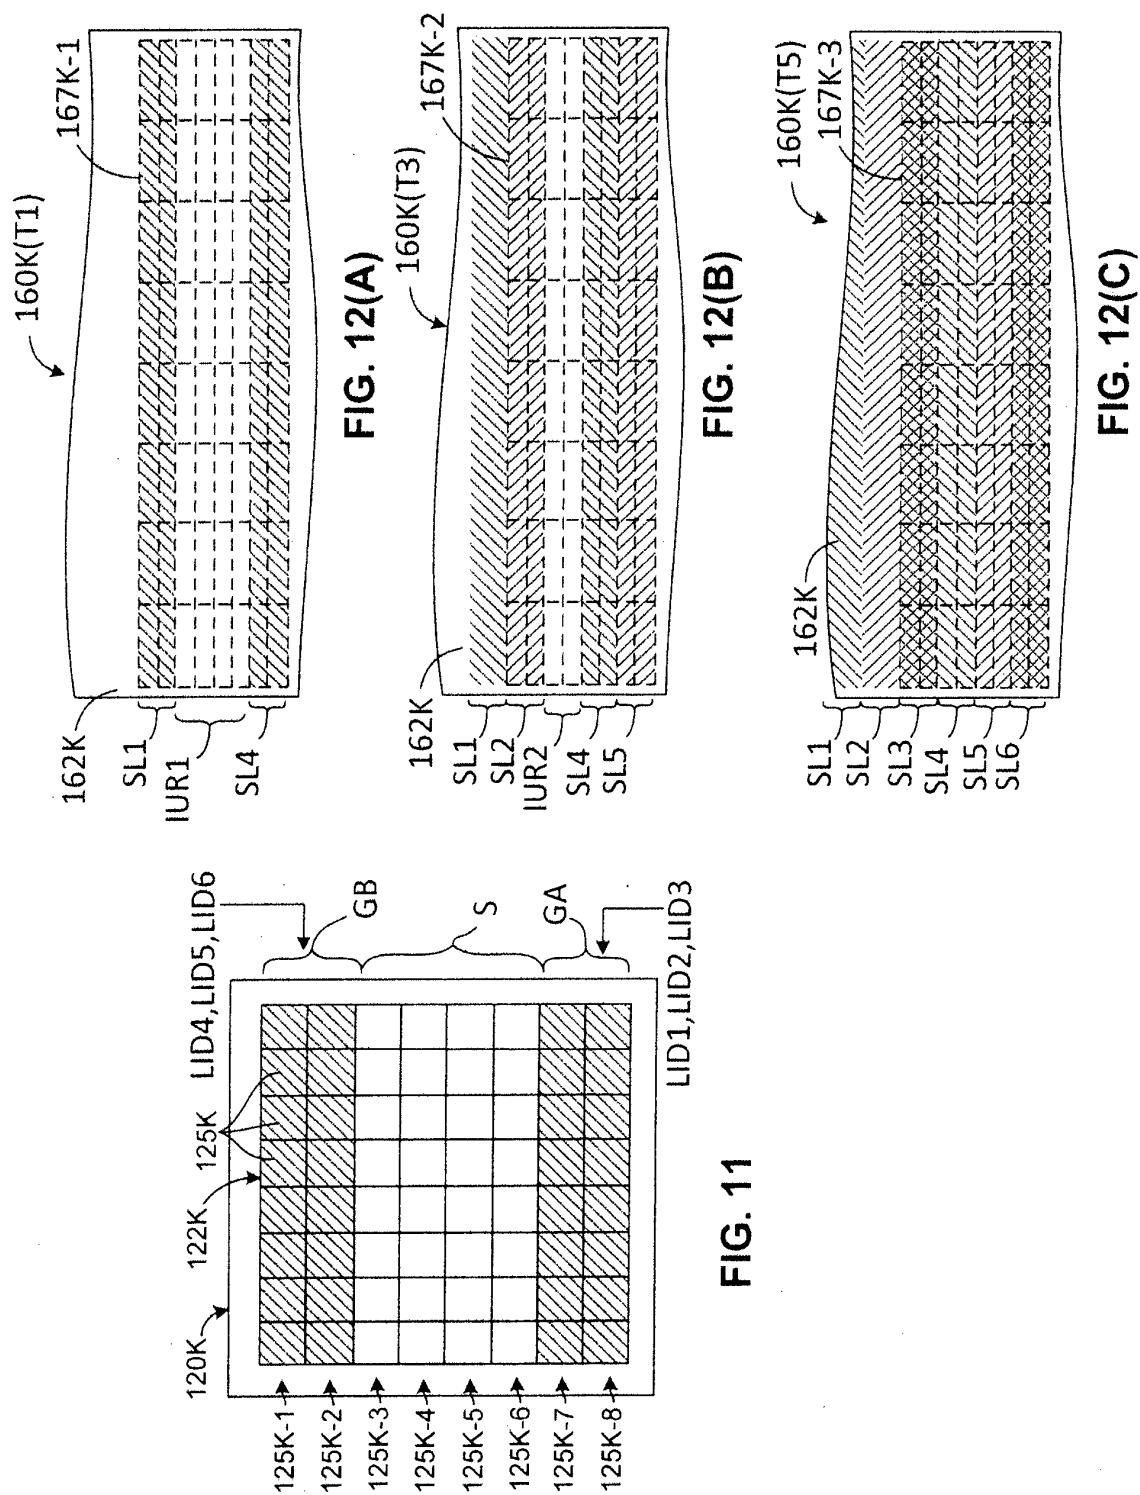 120K
122K
125K
LID4,LID5,LID6
GB
S
GA
LID1,LID2,LID3
125K-1
125K-2
125K-3
125K-4
125K-5
125K-6
125K-7
125K-8
FIG. 11
160K(T1)
167K-1
162K
SL1
IUR1
SL4
FIG. 12(A)
160K(T3)
167K-2
162K
SL1
SL2
IUR2
SL4
SL5
FIG. 12(B)
160K(T5)
167K-3
162K
SL1
SL2
SL3
SL4
SL5
SL6
FIG. 12(C)